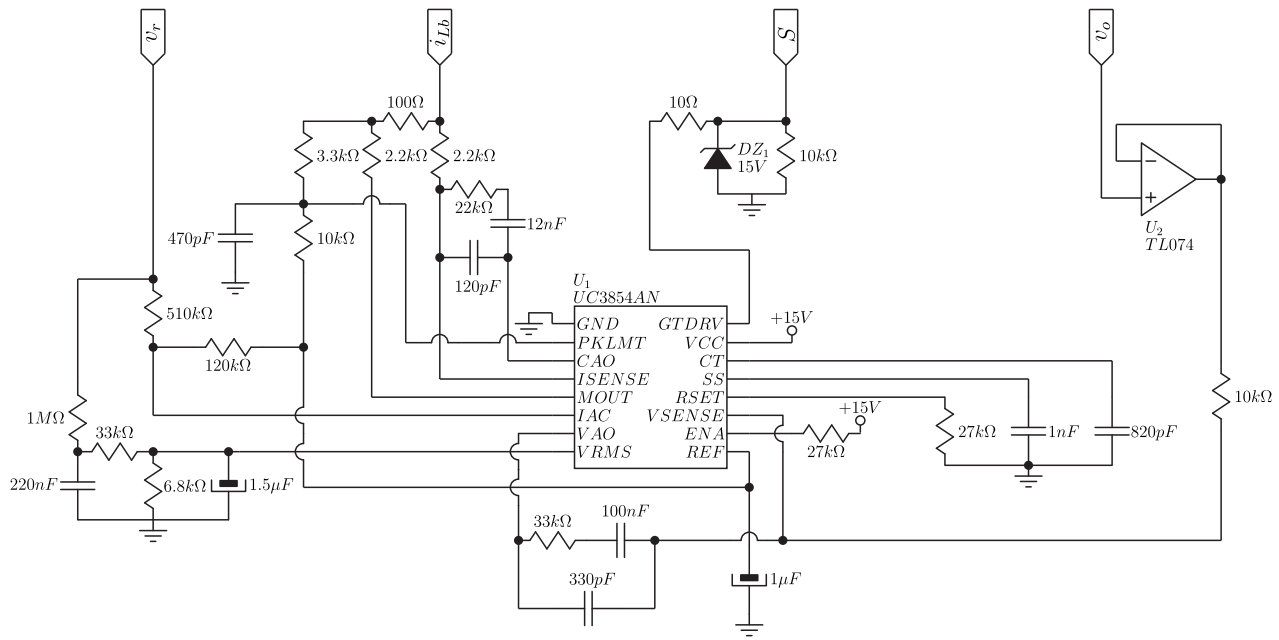 v_r
i_{Lb}
S
v_o
100Ω
10Ω
3.3kΩ
2.2kΩ
2.2kΩ
DZ_1
15V
10kΩ
22kΩ
470pF
10kΩ
12nF
U_2
TL074
120pF
U_1
UC3854AN
510kΩ
+15V
GND
GTDRV
PKLMT
VCC
120kΩ
CAO
CT
ISENSE
SS
MOUT
RSET
10kΩ
IAC
VSENSE
+15V
1MΩ
33kΩ
VAO
ENA
27kΩ
1nF
820pF
VRMS
REF
27kΩ
220nF
6.8kΩ
1.5μF
33kΩ
100nF
330pF
1μF